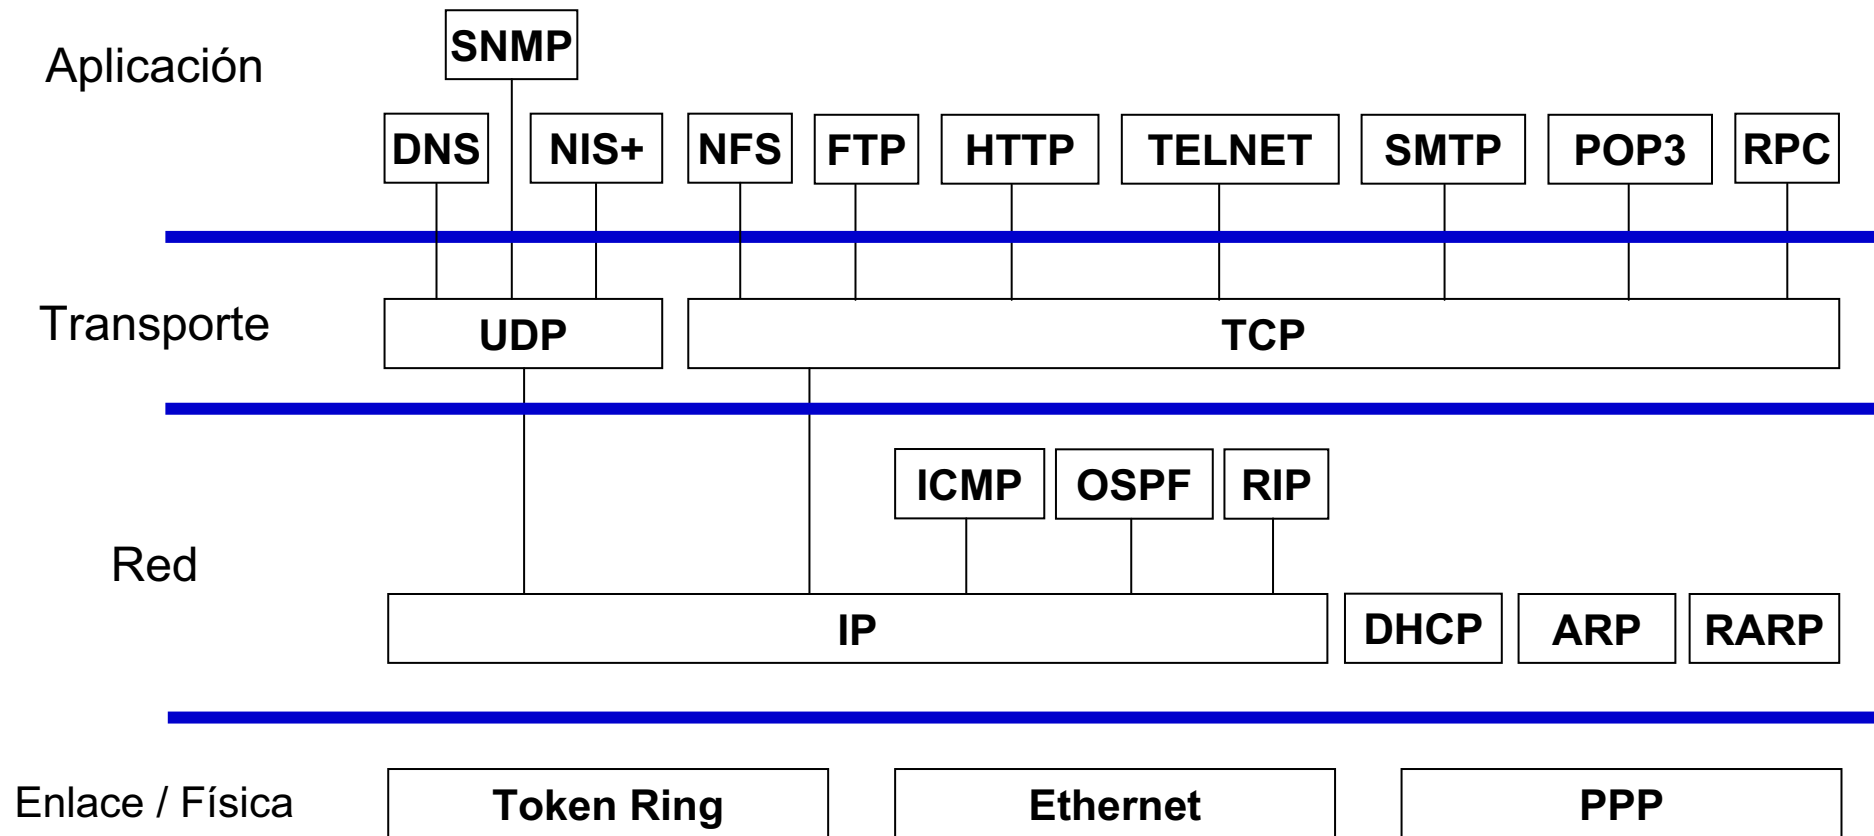 Aplicación
SNMP
DNS NIS+ NFS FTP HTTP TELNET SMTP POP3 RPC
Transporte
UDP TCP
ICMP OSPF RIP
Red
IP DHCP ARP RARP
Enlace / Física
Token Ring Ethernet PPP